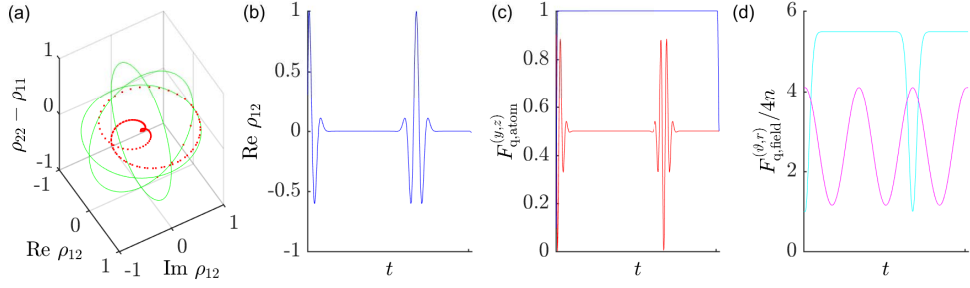 (a)
1
0
-1
-1
0
1
-1
0
1
ρ22 − ρ11
Re ρ12
Im ρ12
(b)
1
0.5
0
-0.5
-1
Re ρ12
t
(c)
1
0.8
0.6
0.4
0.2
0
F_{q,atom}^{(y,z)}
t
(d)
6
4
2
0
F_{q,field}^{(ϑ,r)}/4n
t